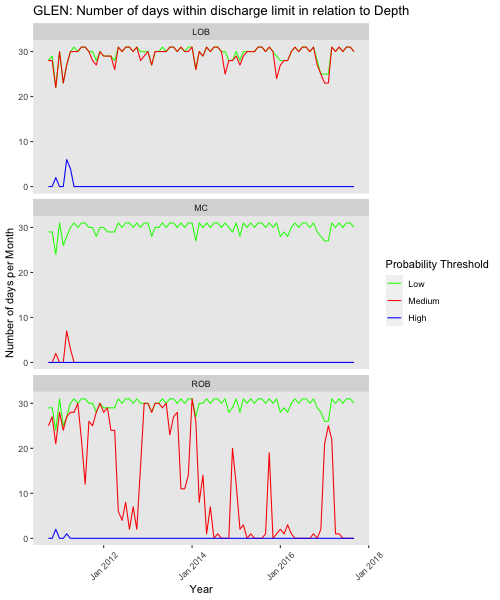 GLEN: Number of days within discharge limit in relation to Depth
LOB
30
20
10
0
MC
30
20
10
0
ROB
30
20
10
0
Number of days per Month
Jan 2012
Jan 2014
Jan 2016
Jan 2018
Year
Probability Threshold
Low
Medium
High